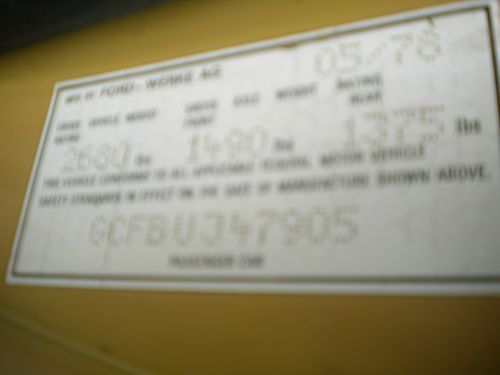 MFD. BY FORD-WERKE AG 05/78
GROSS VEHICLE WEIGHT GROSS AXLE WEIGHT RATING
RATING FRONT REAR
2680 lbs 1490 lbs 1375 lbs
THIS VEHICLE CONFORMS TO ALL APPLICABLE FEDERAL MOTOR VEHICLE
SAFETY STANDARDS IN EFFECT ON THE DATE OF MANUFACTURE SHOWN ABOVE.
GCFBUJ47905
PASSENGER CAR